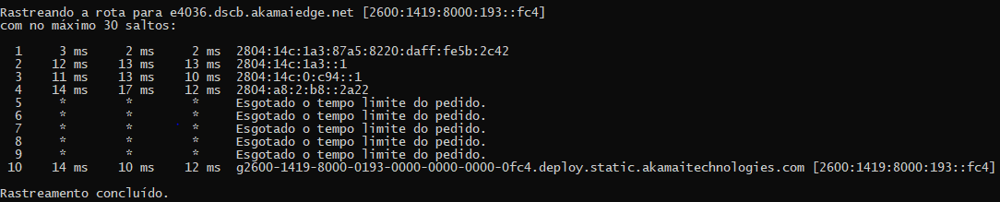 Rastreando a rota para e4036.dscb.akamaiedge.net [2600:1419:8000:193::fc4]
com no máximo 30 saltos:
1 3 ms 2 ms 2 ms 2804:14c:1a3:87a5:8220:daff:fe5b:2c42
2 12 ms 13 ms 13 ms 2804:14c:1a3::1
3 11 ms 13 ms 10 ms 2804:14c:0:c94::1
4 14 ms 17 ms 12 ms 2804:a8:2:b8::2a22
5 * * * Esgotado o tempo limite do pedido.
6 * * * Esgotado o tempo limite do pedido.
7 * * * Esgotado o tempo limite do pedido.
8 * * * Esgotado o tempo limite do pedido.
9 * * * Esgotado o tempo limite do pedido.
10 14 ms 10 ms 12 ms g2600-1419-8000-0193-0000-0000-0000-0fc4.deploy.static.akamaitechnologies.com [2600:1419:8000:193::fc4]
Rastreamento concluído.